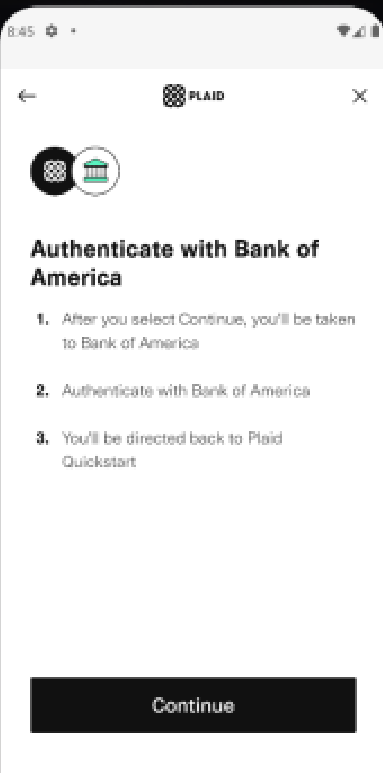 8:45
PLAID
Authenticate with Bank of
America
1. After you select Continue, you'll be taken
to Bank of America
2. Authenticate with Bank of America
3. You'll be directed back to Plaid
Quickstart
Continue